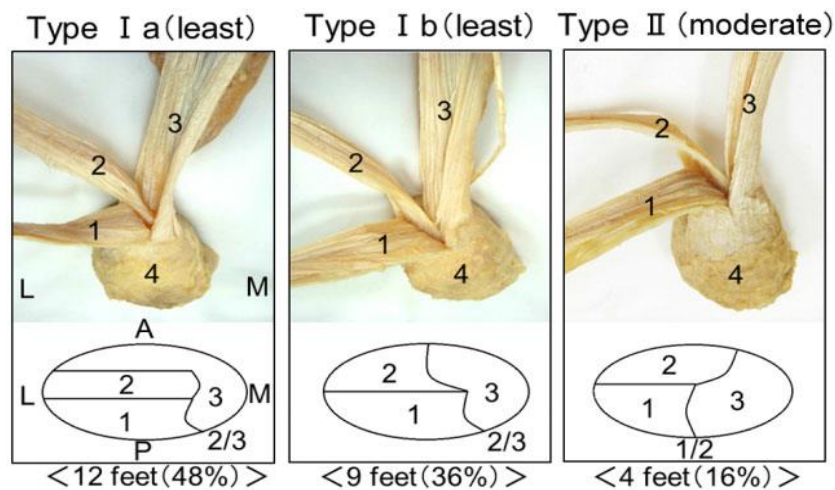 Type Ⅰ a(least)
Type Ⅰ b(least)
Type Ⅱ (moderate)
3
2
1
4
L
M
3
2
1
4
3
2
1
4
A
L
2
3
M
1
P
2/3
2
3
1
2/3
2
1
3
1/2
<12 feet(48%)>
<9 feet(36%)>
<4 feet(16%)>